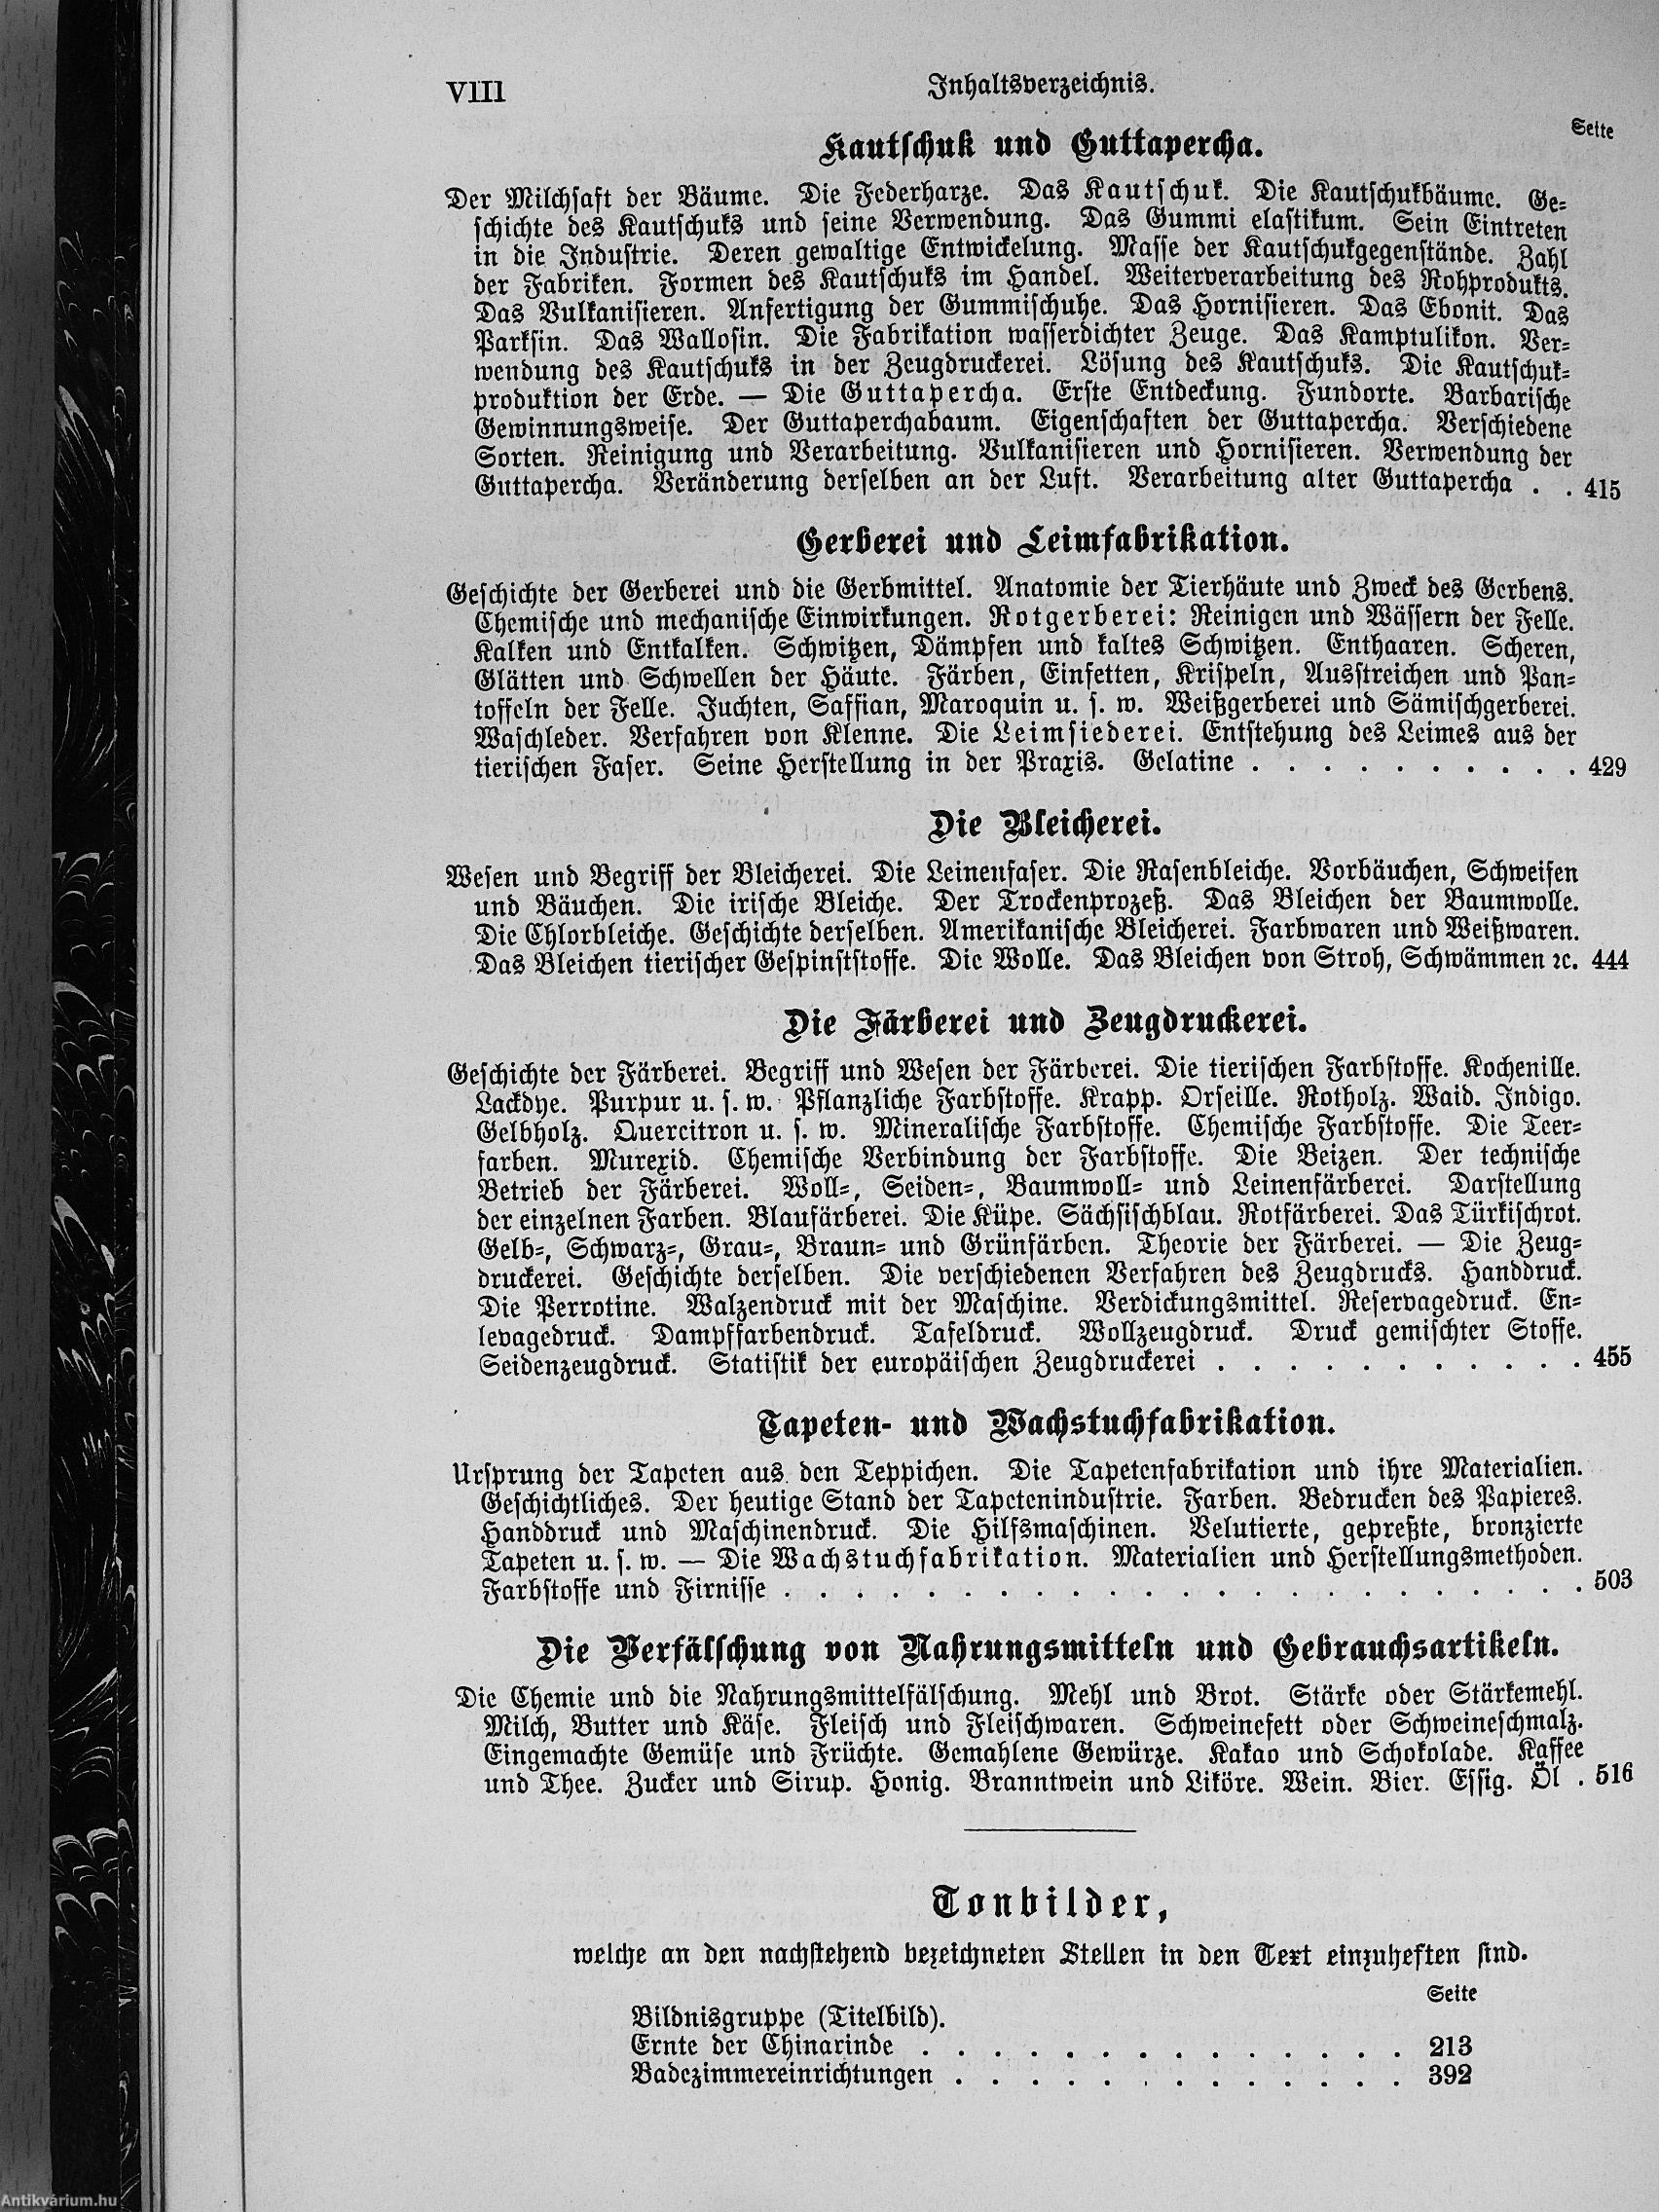 VIII
Inhaltsverzeichnis.
Seite
Kautschuk und Guttapercha.
Der Milchsaft der Bäume. Die Federharze. Das Kautschuk. Die Kautschukbäume. Ge-
schichte des Kautschuks und seine Verwendung. Das Gummi elastikum. Sein Eintreten
in die Industrie. Deren gewaltige Entwickelung. Masse der Kautschukgegenstände. Zahl
der Fabriken. Formen des Kautschuks im Handel. Weiterverarbeitung des Rohprodukts.
Das Vulkanisieren. Anfertigung der Gummischuhe. Das Hornisieren. Das Ebonit. Das
Parksin. Das Wallosin. Die Fabrikation wasserdichter Zeuge. Das Kamptulikon. Ver-
wendung des Kautschuks in der Zeugdruckerei. Lösung des Kautschuks. Die Kautschuk-
produktion der Erde. — Die Guttapercha. Erste Entdeckung. Fundorte. Barbarische
Gewinnungsweise. Der Guttaperchabaum. Eigenschaften der Guttapercha. Verschiedene
Sorten. Reinigung und Verarbeitung. Vulkanisieren und Hornisieren. Verwendung der
Guttapercha. Veränderung derselben an der Luft. Verarbeitung alter Guttapercha . . 415
Gerberei und Leimfabrikation.
Geschichte der Gerberei und die Gerbmittel. Anatomie der Tierhäute und Zweck des Gerbens.
Chemische und mechanische Einwirkungen. Rotgerberei: Reinigen und Wässern der Felle.
Kalken und Entkalken. Schwitzen, Dämpfen und kaltes Schwitzen. Enthaaren. Scheren,
Glätten und Schwellen der Häute. Färben, Einfetten, Krispeln, Ausstreichen und Pan-
toffeln der Felle. Juchten, Saffian, Maroquin u. s. w. Weißgerberei und Sämischgerberei.
Waschleder. Verfahren von Klenne. Die Leimsiederei. Entstehung des Leimes aus der
tierischen Faser. Seine Herstellung in der Praxis. Gelatine . . . . . . . . . . 429
Die Bleicherei.
Wesen und Begriff der Bleicherei. Die Leinenfaser. Die Rasenbleiche. Vorbäuchen, Schweifen
und Bäuchen. Die irische Bleiche. Der Trockenprozeß. Das Bleichen der Baumwolle.
Die Chlorbleiche. Geschichte derselben. Amerikanische Bleicherei. Farbwaren und Weißwaren.
Das Bleichen tierischer Gespinststoffe. Die Wolle. Das Bleichen von Stroh, Schwämmen ꝛc. 444
Die Färberei und Zeugdruckerei.
Geschichte der Färberei. Begriff und Wesen der Färberei. Die tierischen Farbstoffe. Kochenille.
Lackdye. Purpur u. s. w. Pflanzliche Farbstoffe. Krapp. Orseille. Rotholz. Waid. Indigo.
Gelbholz. Quercitron u. s. w. Mineralische Farbstoffe. Chemische Farbstoffe. Die Teer-
farben. Murexid. Chemische Verbindung der Farbstoffe. Die Beizen. Der technische
Betrieb der Färberei. Woll-, Seiden-, Baumwoll- und Leinenfärberei. Darstellung
der einzelnen Farben. Blaufärberei. Die Küpe. Sächsischblau. Rotfärberei. Das Türkischrot.
Gelb-, Schwarz-, Grau-, Braun- und Grünfärben. Theorie der Färberei. — Die Zeug-
druckerei. Geschichte derselben. Die verschiedenen Verfahren des Zeugdrucks. Handdruck.
Die Perrotine. Walzendruck mit der Maschine. Verdickungsmittel. Reservagedruck. En-
levagedruck. Dampffarbendruck. Tafeldruck. Wollzeugdruck. Druck gemischter Stoffe.
Seidenzeugdruck. Statistik der europäischen Zeugdruckerei . . . . . . . . . . . 455
Tapeten- und Wachstuchfabrikation.
Ursprung der Tapeten aus den Teppichen. Die Tapetenfabrikation und ihre Materialien.
Geschichtliches. Der heutige Stand der Tapetenindustrie. Farben. Bedrucken des Papieres.
Handdruck und Maschinendruck. Die Hilfsmaschinen. Velutierte, gepreßte, bronzierte
Tapeten u. s. w. — Die Wachstuchfabrikation. Materialien und Herstellungsmethoden.
Farbstoffe und Firnisse . . . . . . . . . . . . . . . . . . . . . . . 503
Die Verfälschung von Nahrungsmitteln und Gebrauchsartikeln.
Die Chemie und die Nahrungsmittelfälschung. Mehl und Brot. Stärke oder Stärkemehl.
Milch, Butter und Käse. Fleisch und Fleischwaren. Schweinefett oder Schweineschmalz.
Eingemachte Gemüse und Früchte. Gemahlene Gewürze. Kakao und Schokolade. Kaffee
und Thee. Zucker und Sirup. Honig. Branntwein und Liköre. Wein. Bier. Essig. Öl . 516
Tonbilder,
welche an den nachstehend bezeichneten Stellen in den Text einzuheften sind.
Seite
Bildnisgruppe (Titelbild).
Ernte der Chinarinde . . . . . . . . . . . . . . 213
Badezimmereinrichtungen . . . . . . . . . . . . . 392
Antikvárium.hu